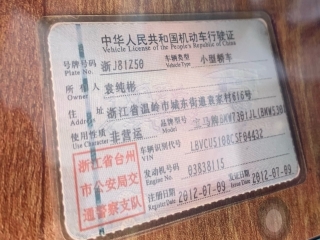 中华人民共和国机动车行驶证
Vehicle License of the People's Republic of China
号牌号码 浙J81Z50 车辆类型 小型轿车
Plate No. Vehicle Type
所有人 袁纯彬
Owner
住址 浙江省温岭市城东街道袁家村616号
Address
使用性质 非营运 品牌型号
Use Character Model
车辆识别代号 LBVCU5108CSF04432
VIN
浙江省台州
市公安局交
通警察支队
发动机号码 03838115
Engine No.
注册日期 2012-07-09 发证日期 2012-07-09
Register Date Issue Date